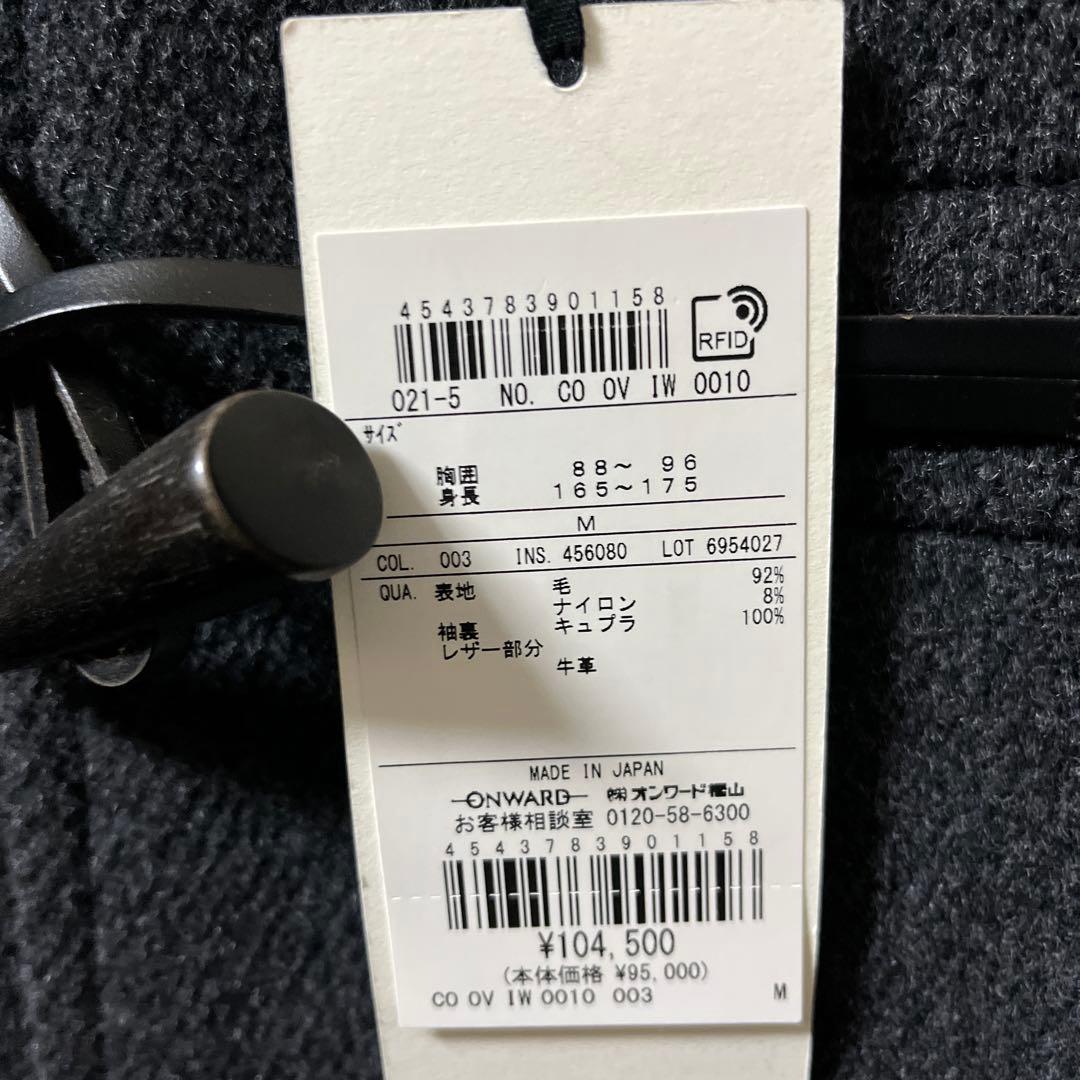 4543783901158
RFID
021-5 NO. CO OV IW 0010
サイズ
胸囲 88～ 96
身長 165～175
M
COL. 003 INS. 456080 LOT 6954027
QUA. 表地 毛 92%
ナイロン 8%
袖裏 キュプラ 100%
レザー部分
牛革
MADE IN JAPAN
ONWARD ㈱オンワード樫山
お客様相談室 0120-58-6300
4543783901158
¥104,500
(本体価格 ¥95,000)
CO OV IW 0010 003 M